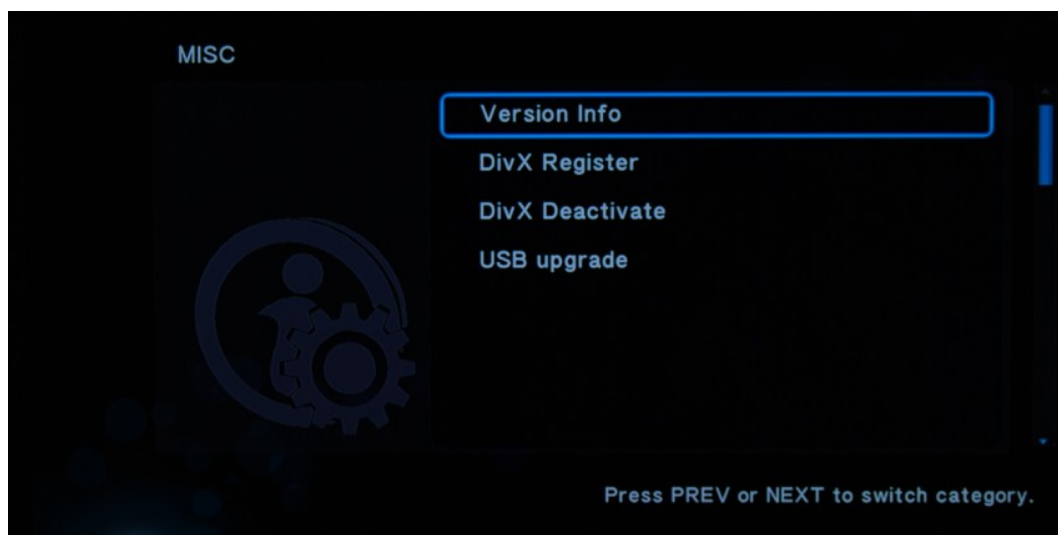 MISC
Version Info
DivX Register
DivX Deactivate
USB upgrade
Press PREV or NEXT to switch category.